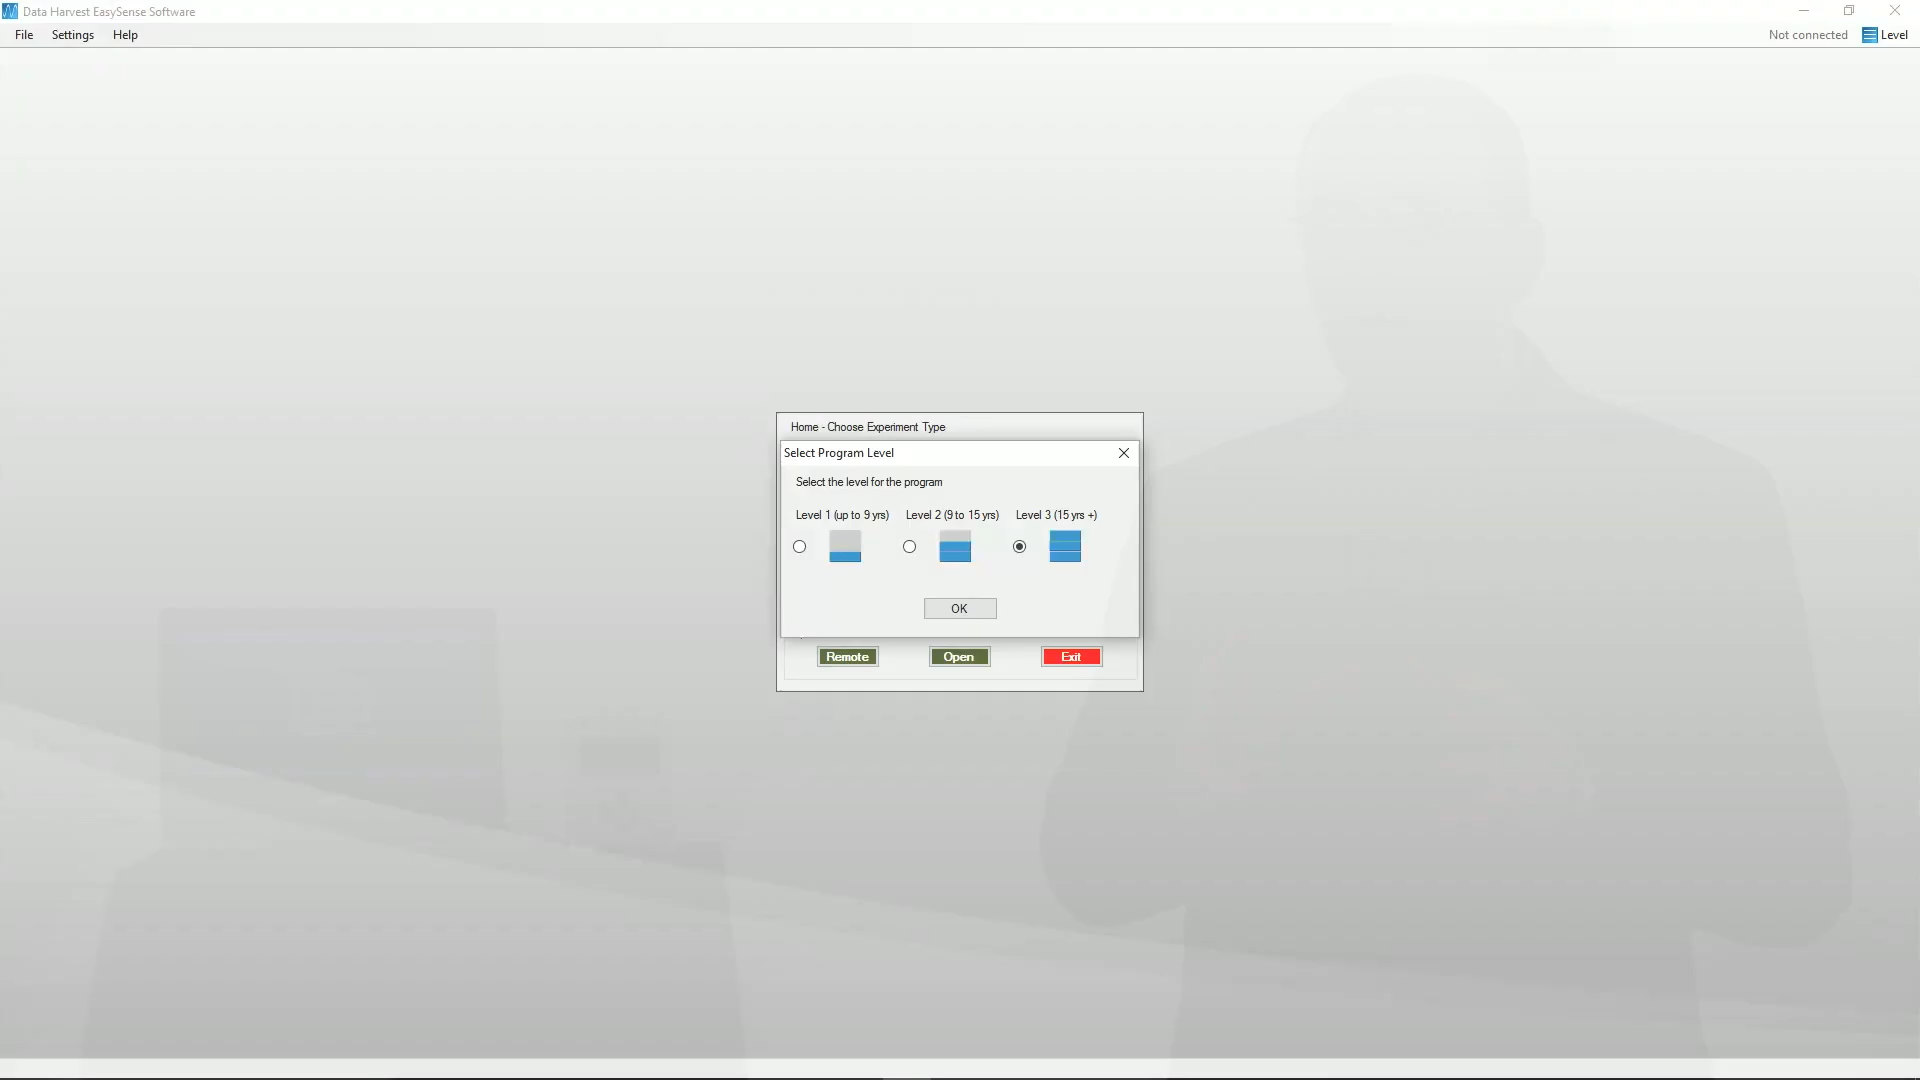 Data Harvest EasySense Software
File Settings Help Not connected Level
Home - Choose Experiment Type
Select Program Level
Select the level for the program
Level 1 (up to 9 yrs) Level 2 (9 to 15 yrs) Level 3 (15 yrs +)
OK
Remote Open Exit